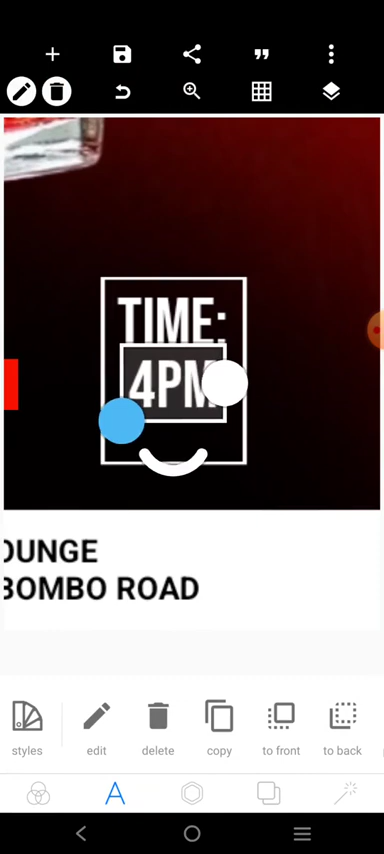 TIME:
4PM
OUNGE
BOMBO ROAD
styles
edit
delete
copy
to front
to back